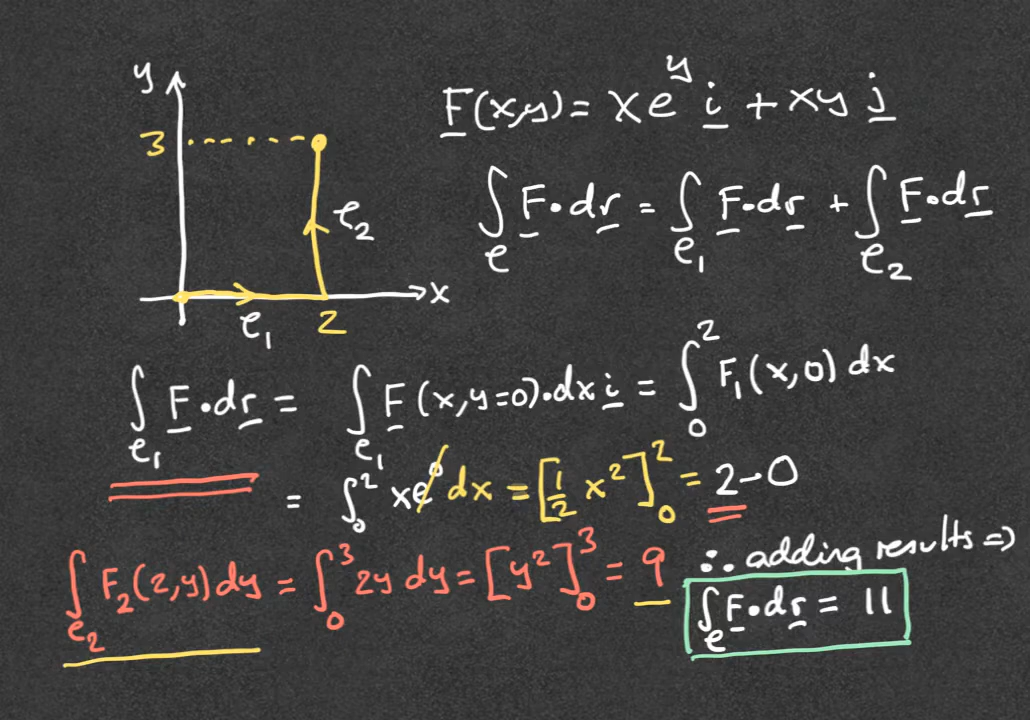 y
3
e₂
x
e₁
2
F(x,y) = xe^y i + xy j
∫_e F·dr = ∫_e₁ F·dr + ∫_e₂ F·dr
∫_e₁ F·dr = ∫_e₁ F(x,y=0)·dx i = ∫₀² F₁(x,0) dx
= ∫₀² xe⁰ dx = [½ x²]₀² = 2-0
∫_e₂ F₂(2,y) dy = ∫₀³ 2y dy = [y²]₀³ = 9
∴ adding results ⇒
∫_e F·dr = 11